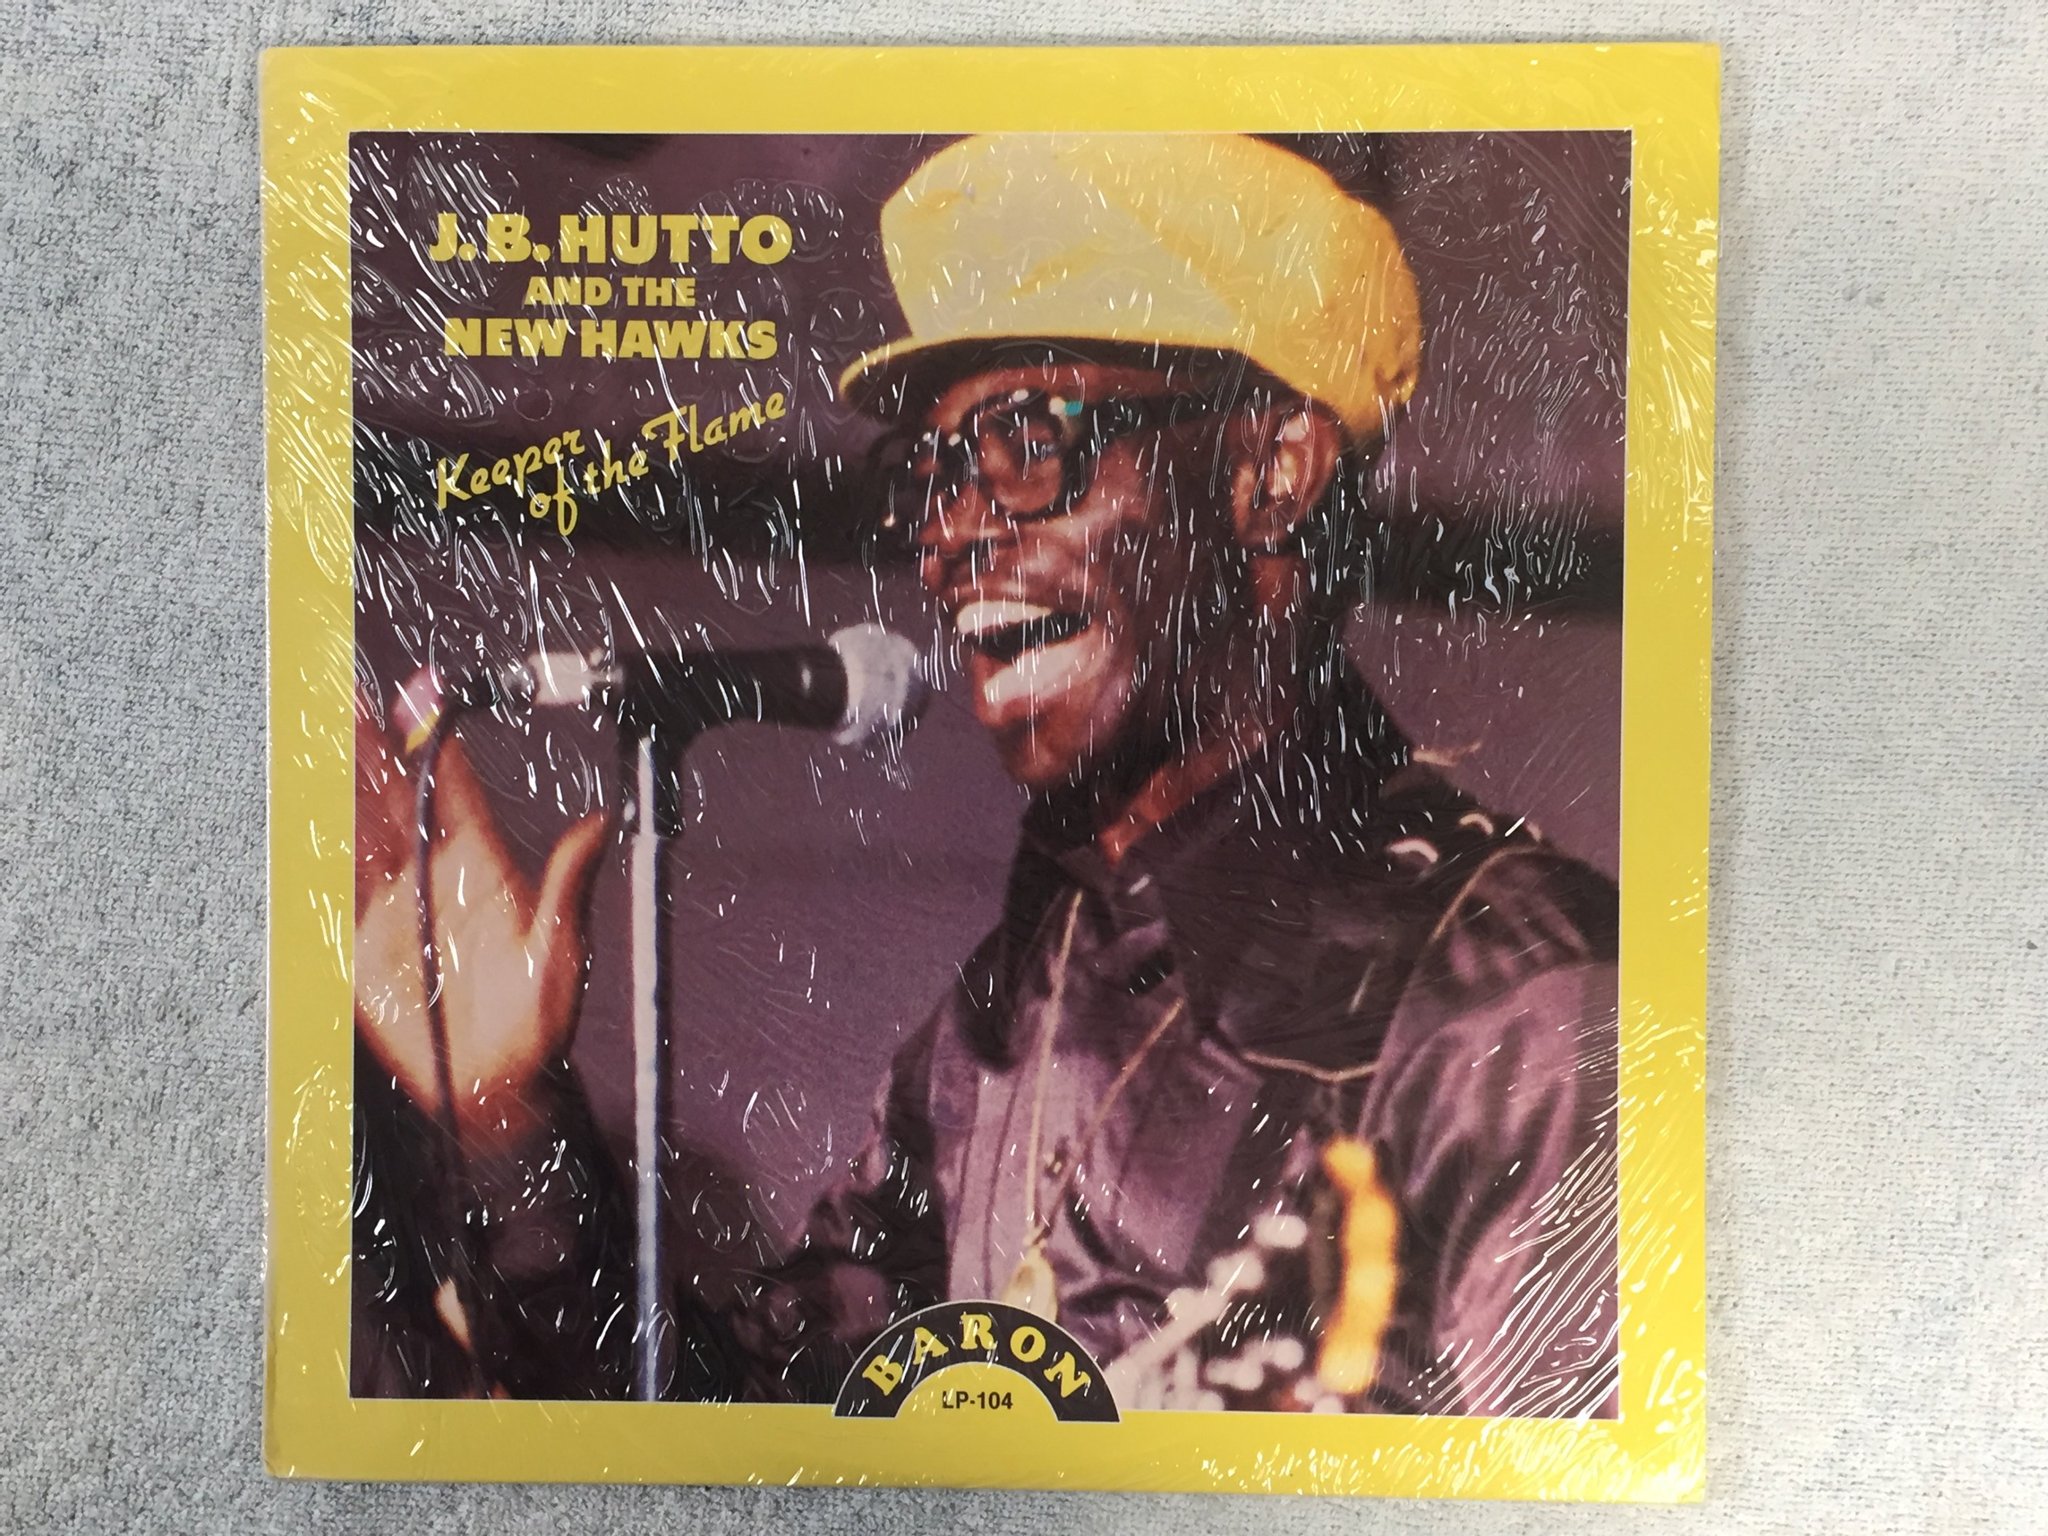 J.B. HUTTO
AND THE
NEW HAWKS
Keeper
of the Flame
BARON
LP-104